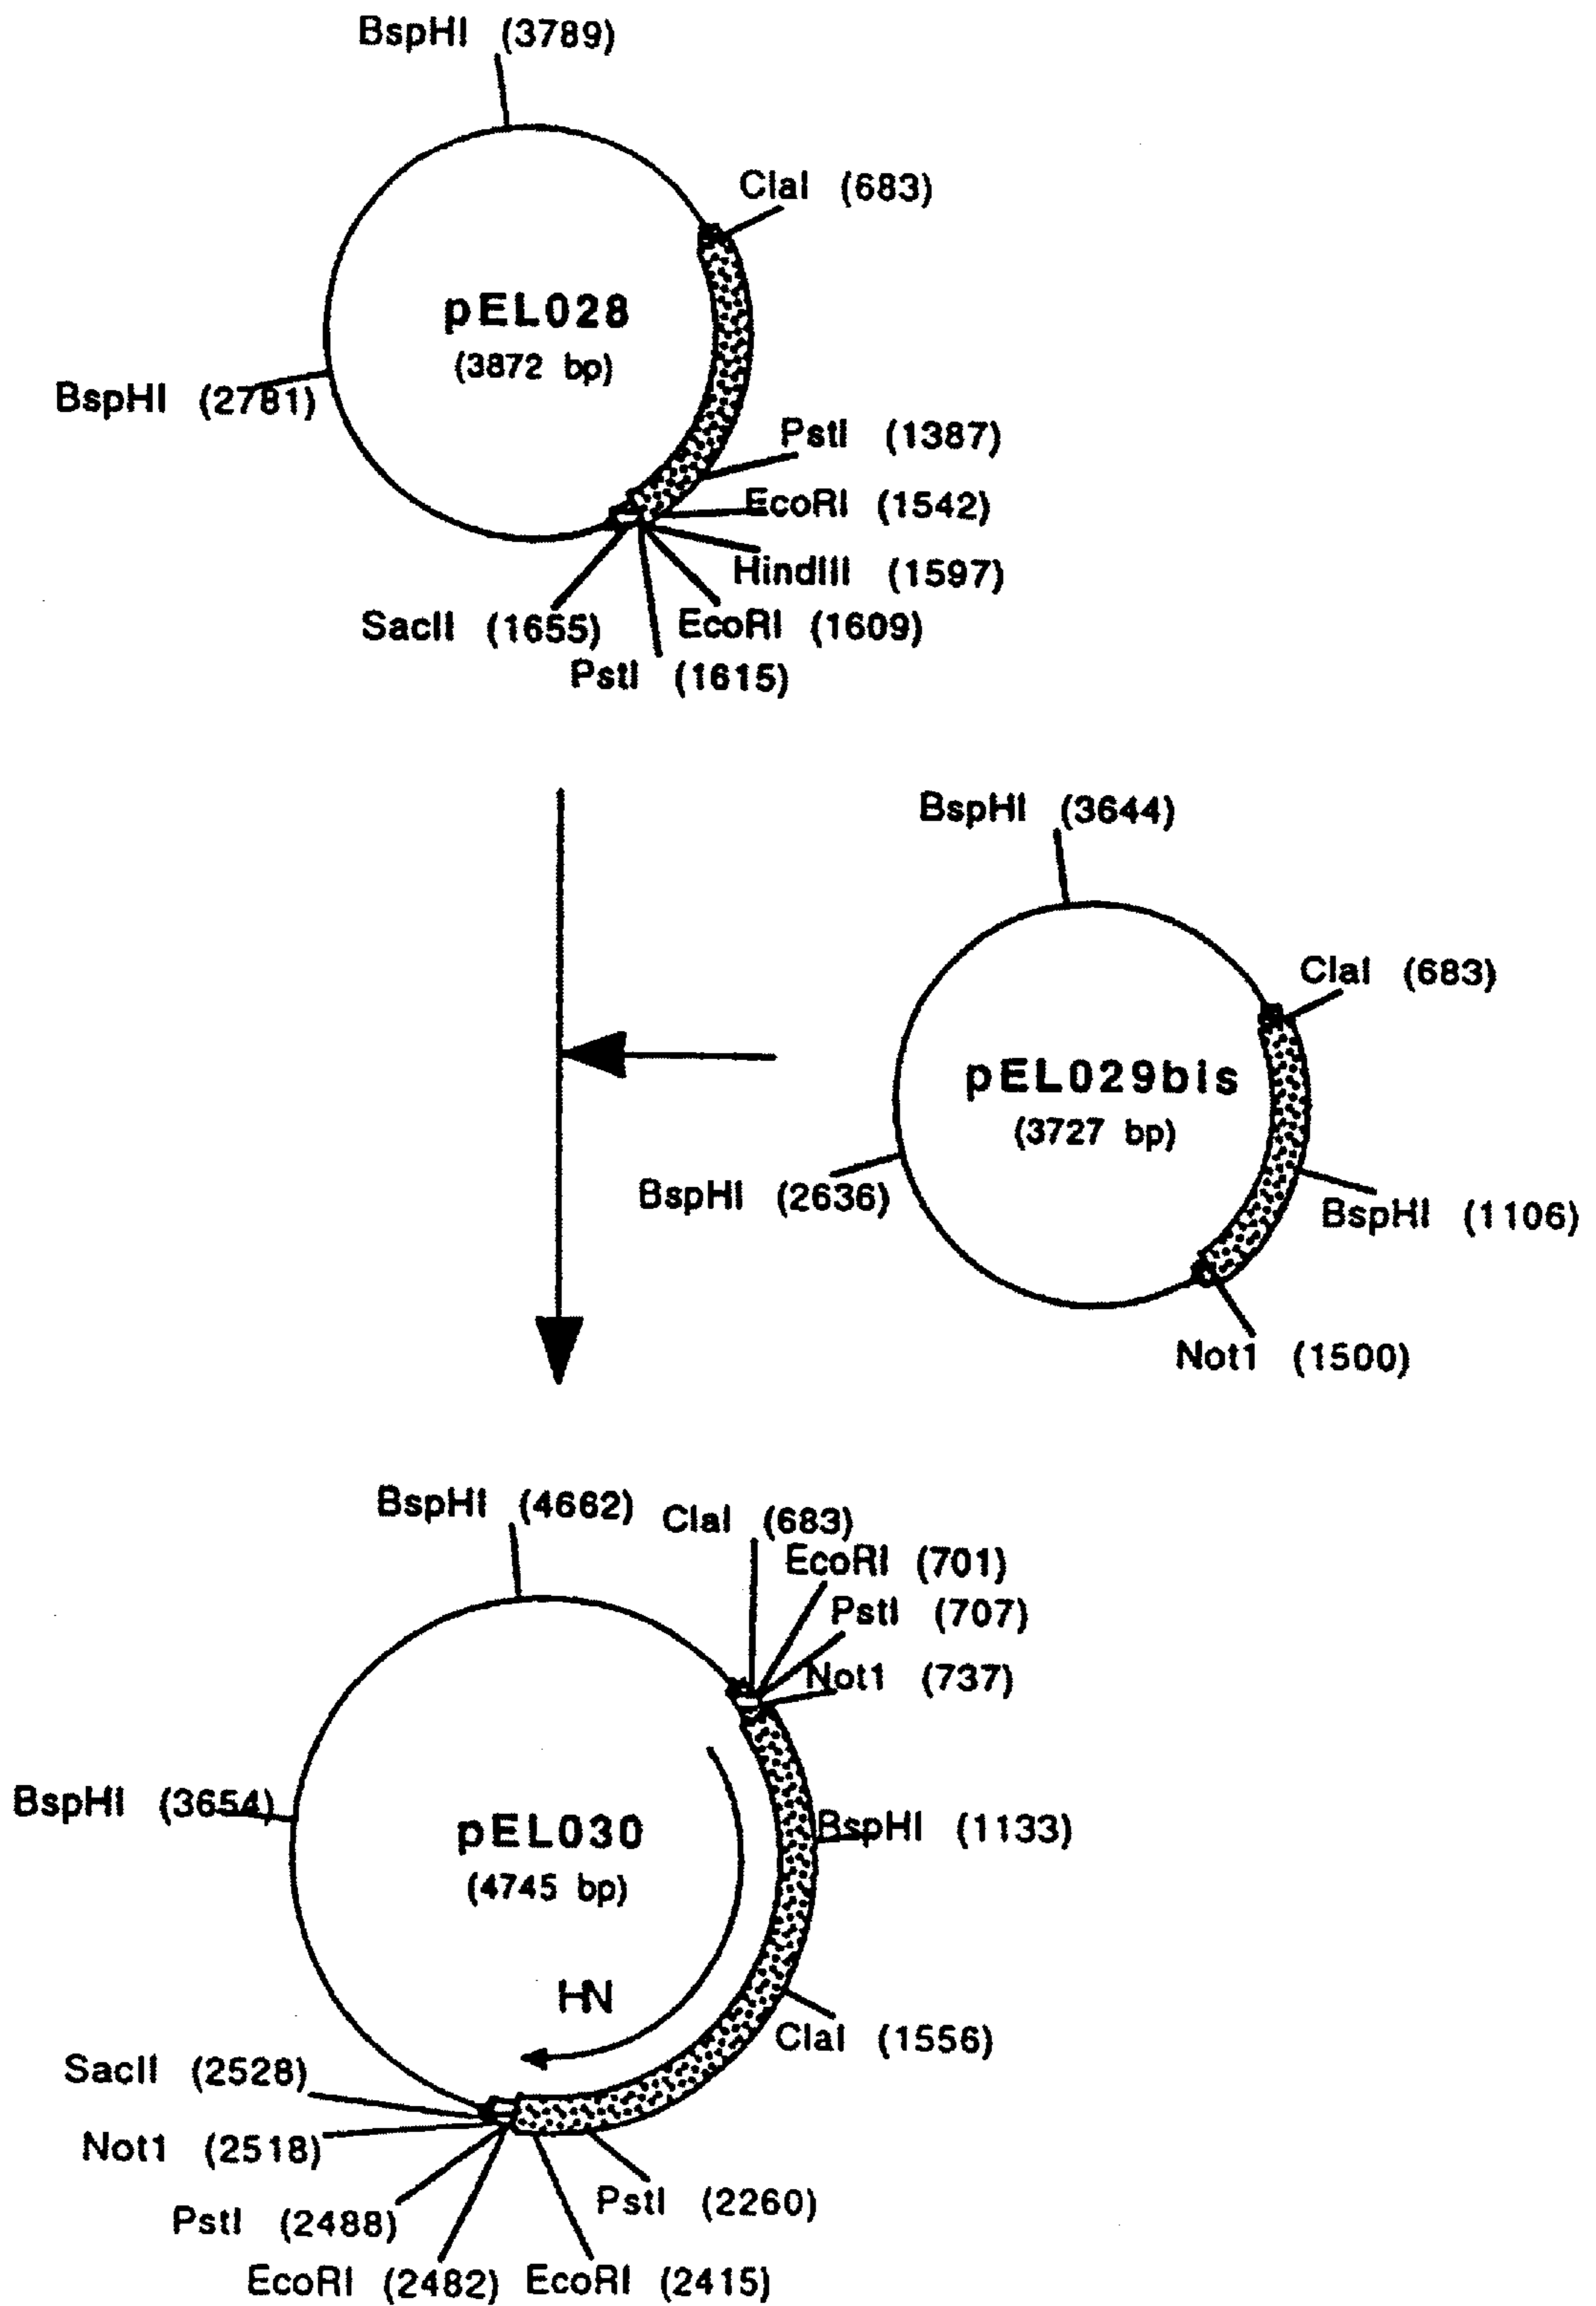 BspHI (3789)
ClaI (683)
pEL028
(3872 bp)
BspHI (2781)
PstI (1387)
EcoRI (1542)
HindIII (1597)
SacII (1655)
EcoRI (1609)
PstI (1615)
BspHI (3644)
ClaI (683)
pEL029bis
(3727 bp)
BspHI (2636)
BspHI (1106)
Not1 (1500)
BspHI (4662)
ClaI (683)
EcoRI (701)
PstI (707)
Not1 (737)
BspHI (3654)
pEL030
(4745 bp)
BspHI (1133)
HN
ClaI (1556)
SacII (2528)
Not1 (2518)
PstI (2260)
PstI (2488)
EcoRI (2482)
EcoRI (2415)